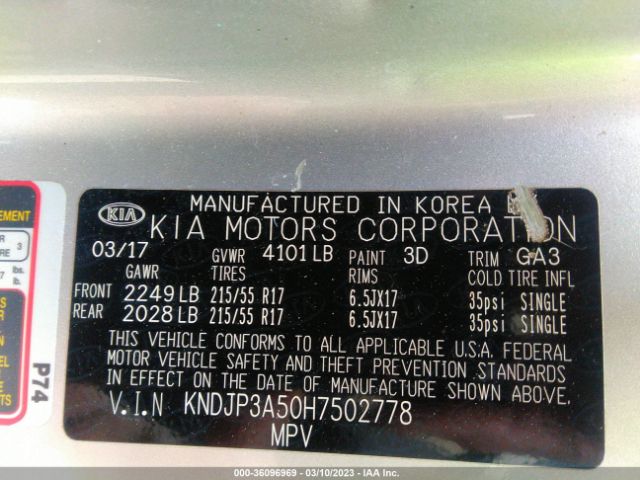 MANUFACTURED IN KOREA
KIA KIA MOTORS CORPORATION
03/17 GVWR 4101 LB PAINT 3D TRIM GA3
GAWR TIRES RIMS COLD TIRE INFL
FRONT 2249 LB 215/55 R17 6.5JX17 35psi SINGLE
REAR 2028 LB 215/55 R17 6.5JX17 35psi SINGLE
THIS VEHICLE CONFORMS TO ALL APPLICABLE U.S.A. FEDERAL
MOTOR VEHICLE SAFETY AND THEFT PREVENTION STANDARDS
IN EFFECT ON THE DATE OF MANUFACTURE SHOWN ABOVE.
V.I.N KNDJP3A50H7502778
MPV
3
lbs.
P74
000-36096969 — 03/10/2023 — IAA Inc.